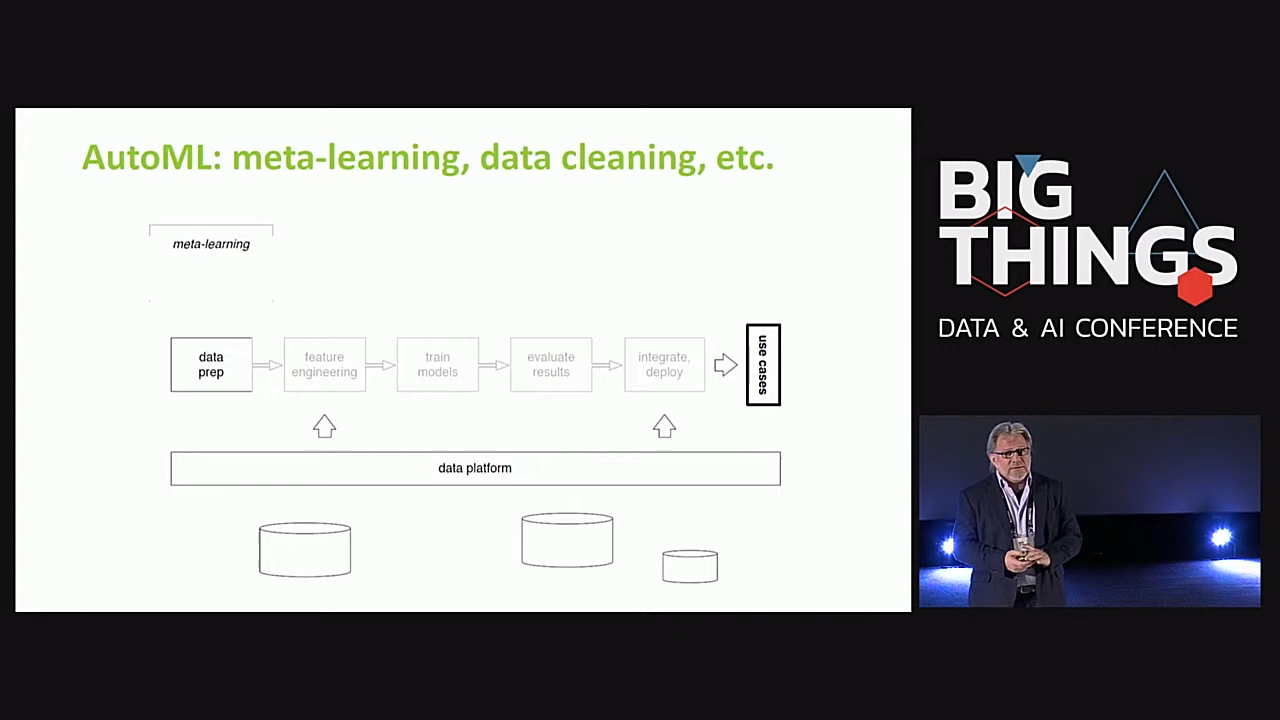 AutoML: meta-learning, data cleaning, etc.
meta-learning
data
prep
feature
engineering
train
models
evaluate
results
integrate,
deploy
use cases
data platform
BIG
THINGS
DATA & AI CONFERENCE